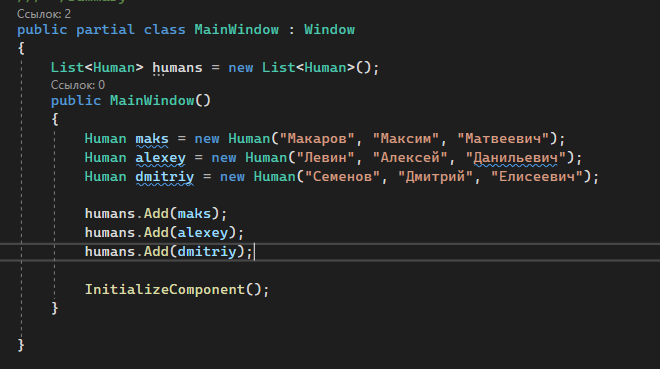 Ссылок: 2
public partial class MainWindow : Window
{
List<Human> humans = new List<Human>();
Ссылок: 0
public MainWindow()
{
Human maks = new Human("Макаров", "Максим", "Матвеевич");
Human alexey = new Human("Левин", "Алексей", "Данильевич");
Human dmitriy = new Human("Семенов", "Дмитрий", "Елисеевич");
humans.Add(maks);
humans.Add(alexey);
humans.Add(dmitriy);
InitializeComponent();
}
}